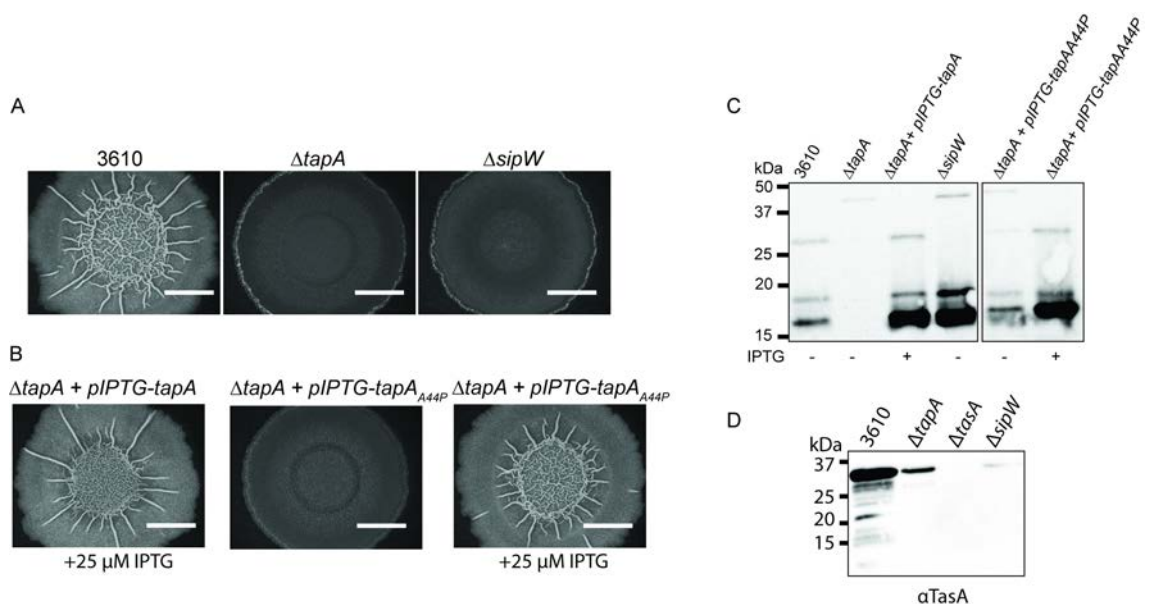 A
3610
ΔtapA
ΔsipW
B
ΔtapA + pIPTG-tapA
ΔtapA + pIPTG-tapA_A44P
ΔtapA + pIPTG-tapA_A44P
+25 µM IPTG
+25 µM IPTG
C
3610
ΔtapA
ΔtapA+ pIPTG-tapA
ΔsipW
ΔtapA + pIPTG-tapAA44P
ΔtapA+ pIPTG-tapAA44P
kDa
50
37
25
20
15
IPTG - - + - - +
D
3610
ΔtapA
ΔtasA
ΔsipW
kDa
37
25
20
15
αTasA